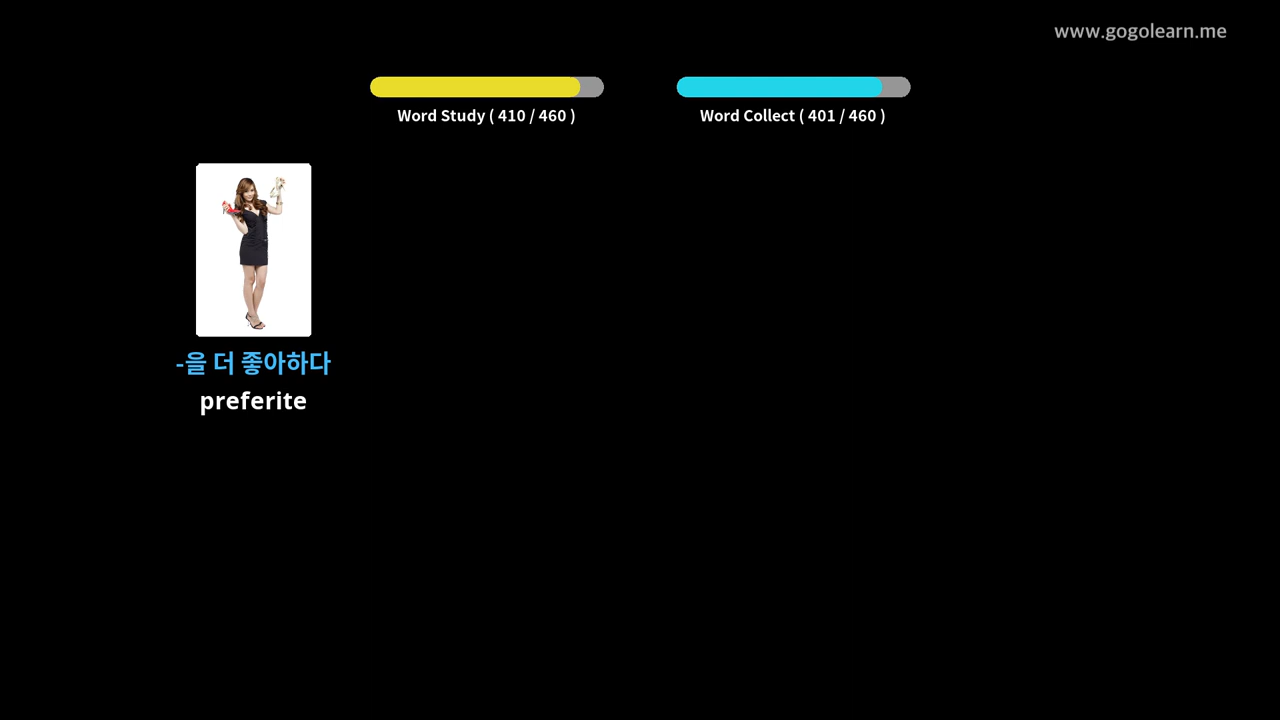 www.gogolearn.me
Word Study ( 410 / 460 )
Word Collect ( 401 / 460 )
-을 더 좋아하다
preferite